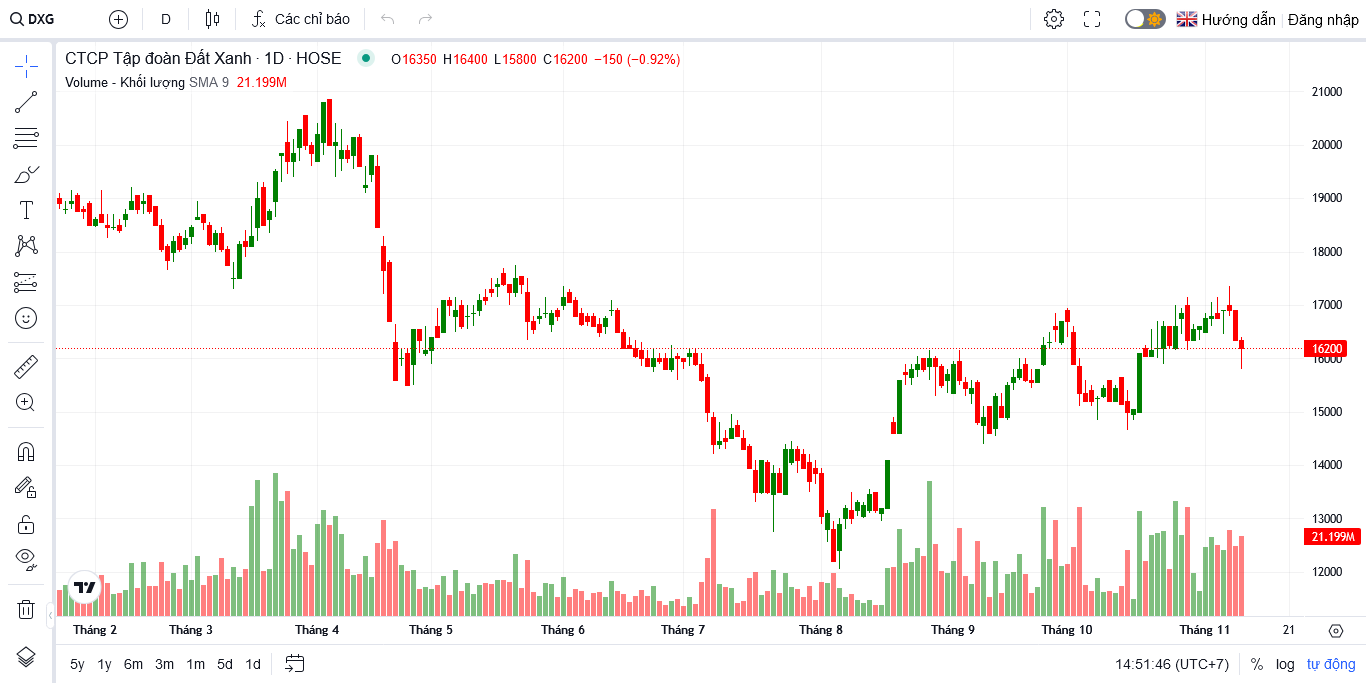 DXG D Các chỉ báo Hướng dẫn Đăng nhập
CTCP Tập đoàn Đất Xanh · 1D · HOSE O16350 H16400 L15800 C16200 −150 (−0.92%)
Volume - Khối lượng SMA 9 21.199M
21000
20000
19000
18000
17000
16200
16000
15000
14000
13000
21.199M
12000
Tháng 2 Tháng 3 Tháng 4 Tháng 5 Tháng 6 Tháng 7 Tháng 8 Tháng 9 Tháng 10 Tháng 11 21
5y 1y 6m 3m 1m 5d 1d 14:51:46 (UTC+7) % log tự động